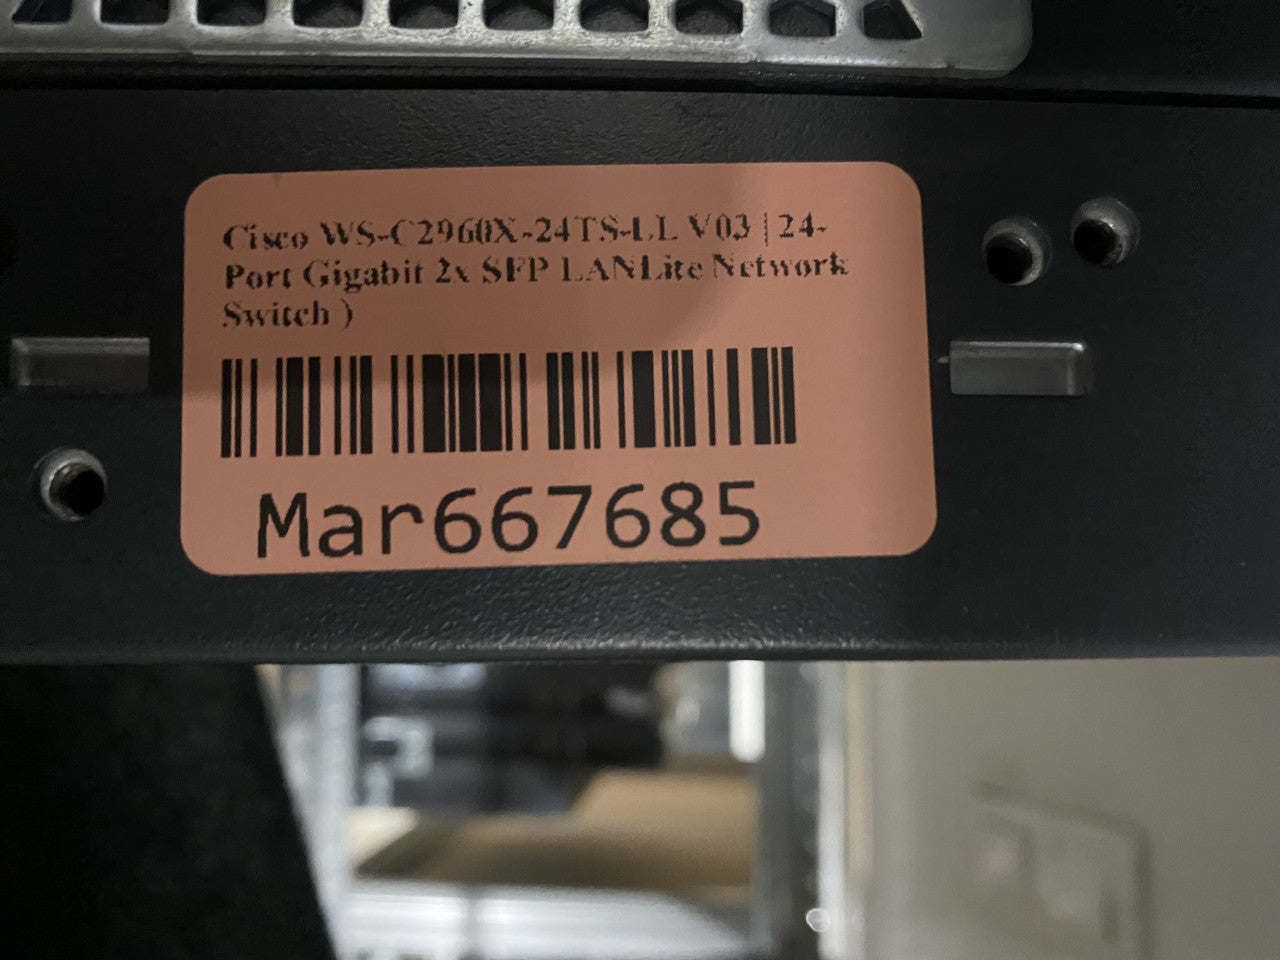 Cisco WS-C2960X-24TS-LL V03 | 24-
Port Gigabit 2x SFP LANLite Network
Switch )
Mar667685